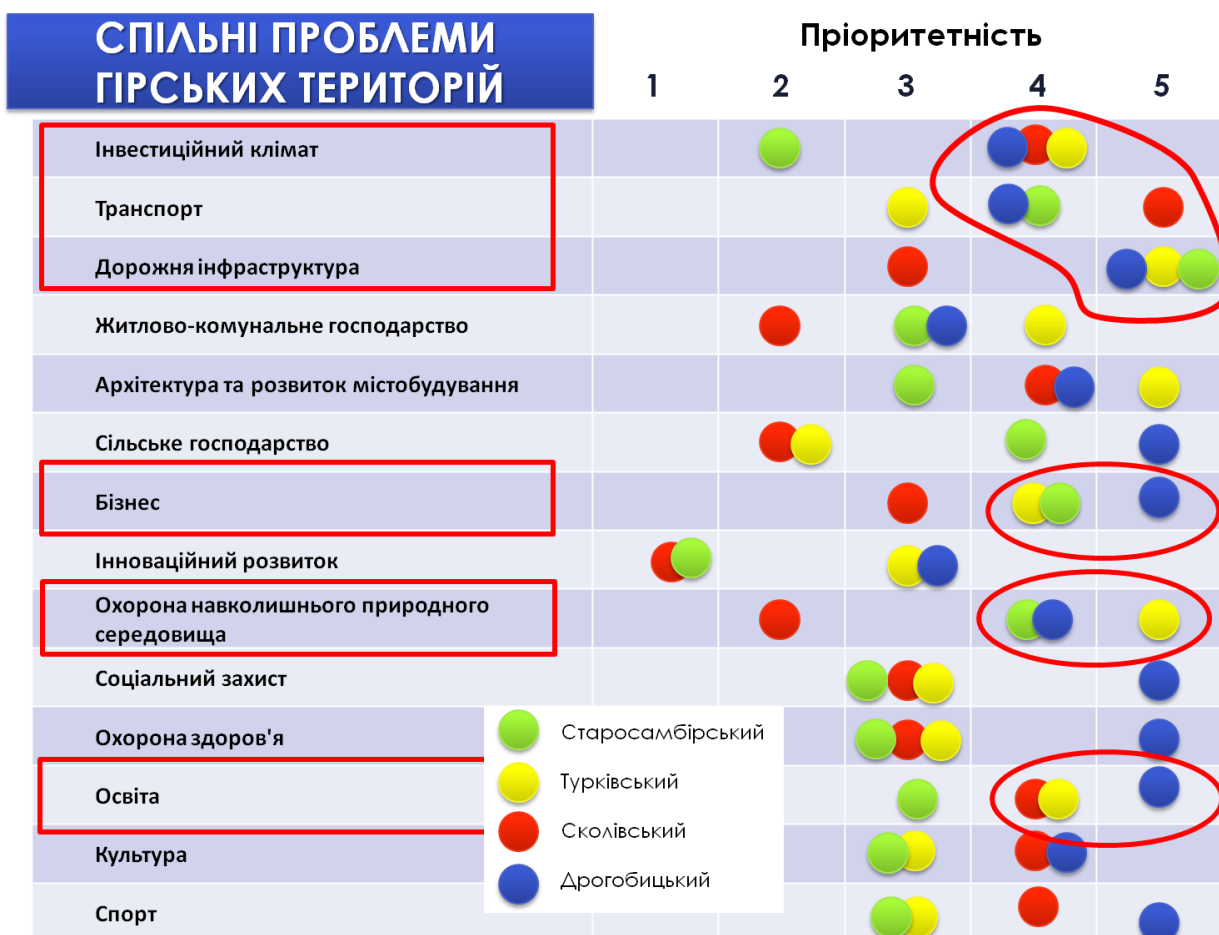 СПІЛЬНІ ПРОБЛЕМИ
ГІРСЬКИХ ТЕРИТОРІЙ
Пріоритетність
1 2 3 4 5
Інвестиційний клімат
Транспорт
Дорожня інфраструктура
Житлово-комунальне господарство
Архітектура та розвиток містобудування
Сільське господарство
Бізнес
Інноваційний розвиток
Охорона навколишнього природного
середовища
Соціальний захист
Охорона здоров'я
Освіта
Культура
Спорт
Старосамбірський
Турківський
Сколівський
Дрогобицький